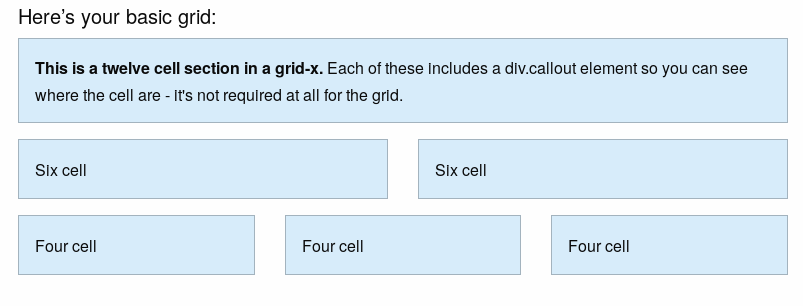 Here’s your basic grid:
This is a twelve cell section in a grid-x. Each of these includes a div.callout element so you can see
where the cell are - it's not required at all for the grid.
Six cell
Six cell
Four cell
Four cell
Four cell